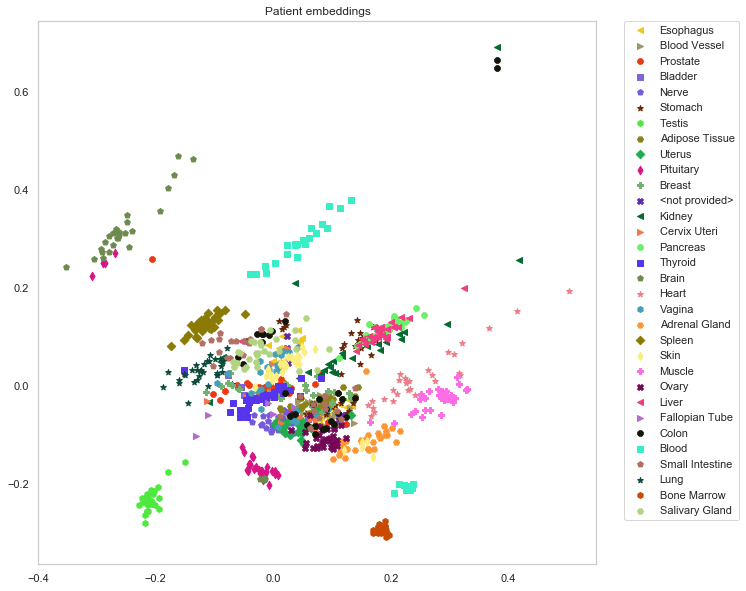 Patient embeddings
0.6
0.4
0.2
0.0
−0.2
−0.4
−0.2
0.0
0.2
0.4
Esophagus
Blood Vessel
Prostate
Bladder
Nerve
Stomach
Testis
Adipose Tissue
Uterus
Pituitary
Breast
<not provided>
Kidney
Cervix Uteri
Pancreas
Thyroid
Brain
Heart
Vagina
Adrenal Gland
Spleen
Skin
Muscle
Ovary
Liver
Fallopian Tube
Colon
Blood
Small Intestine
Lung
Bone Marrow
Salivary Gland